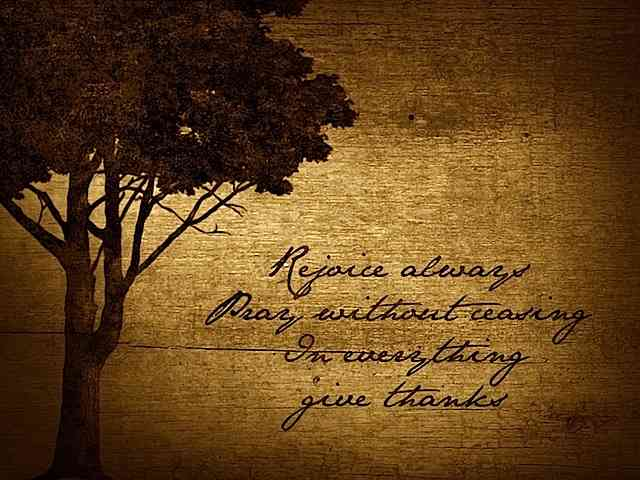 Rejoice always
Pray without ceasing
In everything
give thanks